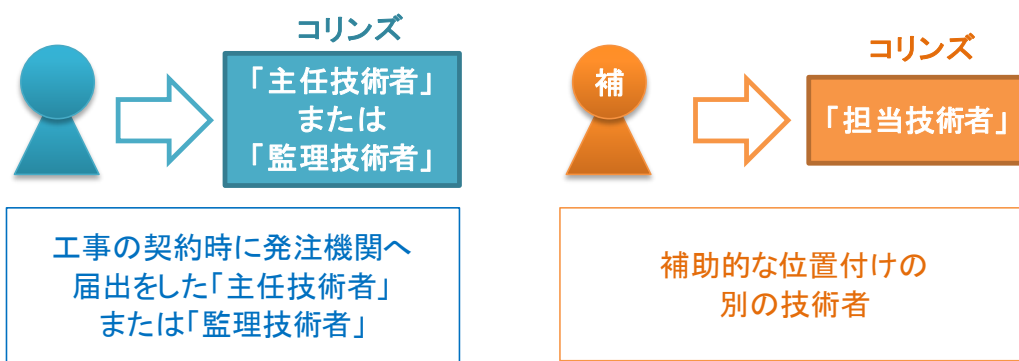 コリンズ
「主任技術者」
または
「監理技術者」
工事の契約時に発注機関へ
届出をした「主任技術者」
または「監理技術者」
補
コリンズ
「担当技術者」
補助的な位置付けの
別の技術者